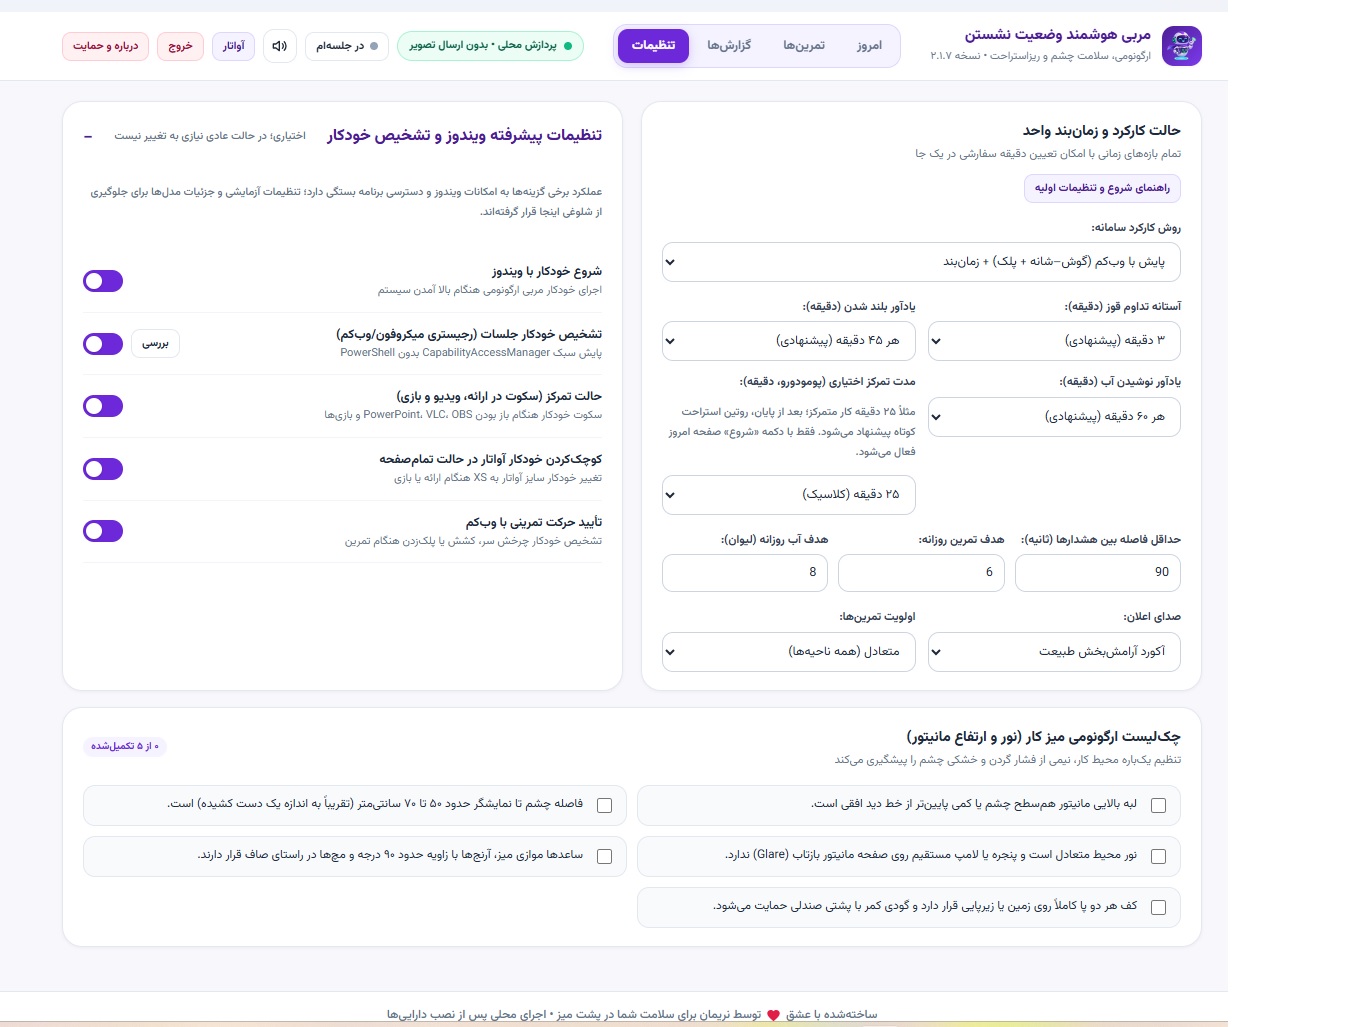 مربی هوشمند وضعیت نشستن
ارگونومی، سلامت چشم و ریزاستراحت • نسخه ۲.۱.۷
امروز
تمرین‌ها
گزارش‌ها
تنظیمات
پردازش محلی • بدون ارسال تصویر
در جلسه‌ام
آواتار
خروج
درباره و حمایت
حالت کارکرد و زمان‌بند واحد
تمام بازه‌های زمانی با امکان تعیین دقیقه سفارشی در یک جا
راهنمای شروع و تنظیمات اولیه
روش کارکرد سامانه:
پایش با وب‌کم (گوش–شانه + پلک) + زمان‌بند
آستانه تداوم قوز (دقیقه):
۳ دقیقه (پیشنهادی)
یادآور بلند شدن (دقیقه):
هر ۴۵ دقیقه (پیشنهادی)
یادآور نوشیدن آب (دقیقه):
هر ۶۰ دقیقه (پیشنهادی)
مدت تمرکز اختیاری (پومودورو، دقیقه):
مثلاً ۲۵ دقیقه کار متمرکز؛ بعد از پایان، روتین استراحت
کوتاه پیشنهاد می‌شود. فقط با دکمه «شروع» صفحه امروز
فعال می‌شود.
۲۵ دقیقه (کلاسیک)
حداقل فاصله بین هشدارها (ثانیه):
90
هدف تمرین روزانه:
6
هدف آب روزانه (لیوان):
8
صدای اعلان:
آکورد آرامش‌بخش طبیعت
اولویت تمرین‌ها:
متعادل (همه ناحیه‌ها)
تنظیمات پیشرفته ویندوز و تشخیص خودکار
اختیاری؛ در حالت عادی نیازی به تغییر نیست
–
عملکرد برخی گزینه‌ها به امکانات ویندوز و دسترسی برنامه بستگی دارد؛ تنظیمات آزمایشی و جزئیات مدل‌ها برای جلوگیری
از شلوغی اینجا قرار گرفته‌اند.
شروع خودکار با ویندوز
اجرای خودکار مربی ارگونومی هنگام بالا آمدن سیستم
تشخیص خودکار جلسات (رجیستری میکروفون/وب‌کم)
پایش سبک CapabilityAccessManager بدون PowerShell
بررسی
حالت تمرکز (سکوت در ارائه، ویدیو و بازی)
سکوت خودکار هنگام باز بودن PowerPoint، VLC، OBS و بازی‌ها
کوچک‌کردن خودکار آواتار در حالت تمام‌صفحه
تغییر خودکار سایز آواتار به XS هنگام ارائه یا بازی
تأیید حرکت تمرینی با وب‌کم
تشخیص خودکار چرخش سر، کشش یا پلک‌زدن هنگام تمرین
چک‌لیست ارگونومی میز کار (نور و ارتفاع مانیتور)
تنظیم یک‌باره محیط کار، نیمی از فشار گردن و خشکی چشم را پیشگیری می‌کند
۰ از ۵ تکمیل‌شده
لبه بالایی مانیتور هم‌سطح چشم یا کمی پایین‌تر از خط دید افقی است.
فاصله چشم تا نمایشگر حدود ۵۰ تا ۷۰ سانتی‌متر (تقریباً به اندازه یک دست کشیده) است.
نور محیط متعادل است و پنجره یا لامپ مستقیم روی صفحه مانیتور بازتاب (Glare) ندارد.
ساعدها موازی میز، آرنج‌ها با زاویه حدود ۹۰ درجه و مچ‌ها در راستای صاف قرار دارند.
کف هر دو پا کاملاً روی زمین یا زیرپایی قرار دارد و گودی کمر با پشتی صندلی حمایت می‌شود.
ساخته‌شده با عشق ❤️ توسط نریمان برای سلامت شما در پشت میز • اجرای محلی پس از نصب دارایی‌ها